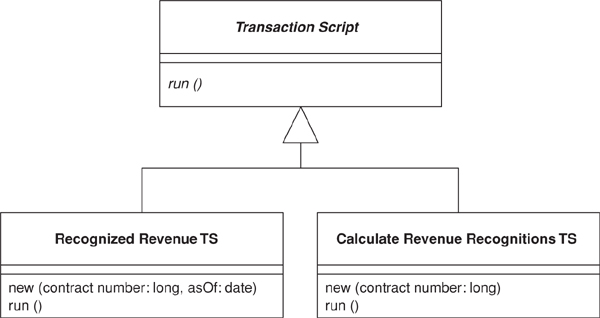 Transaction Script
run ()
Recognized Revenue TS
new (contract number: long, asOf: date)
run ()
Calculate Revenue Recognitions TS
new (contract number: long)
run ()